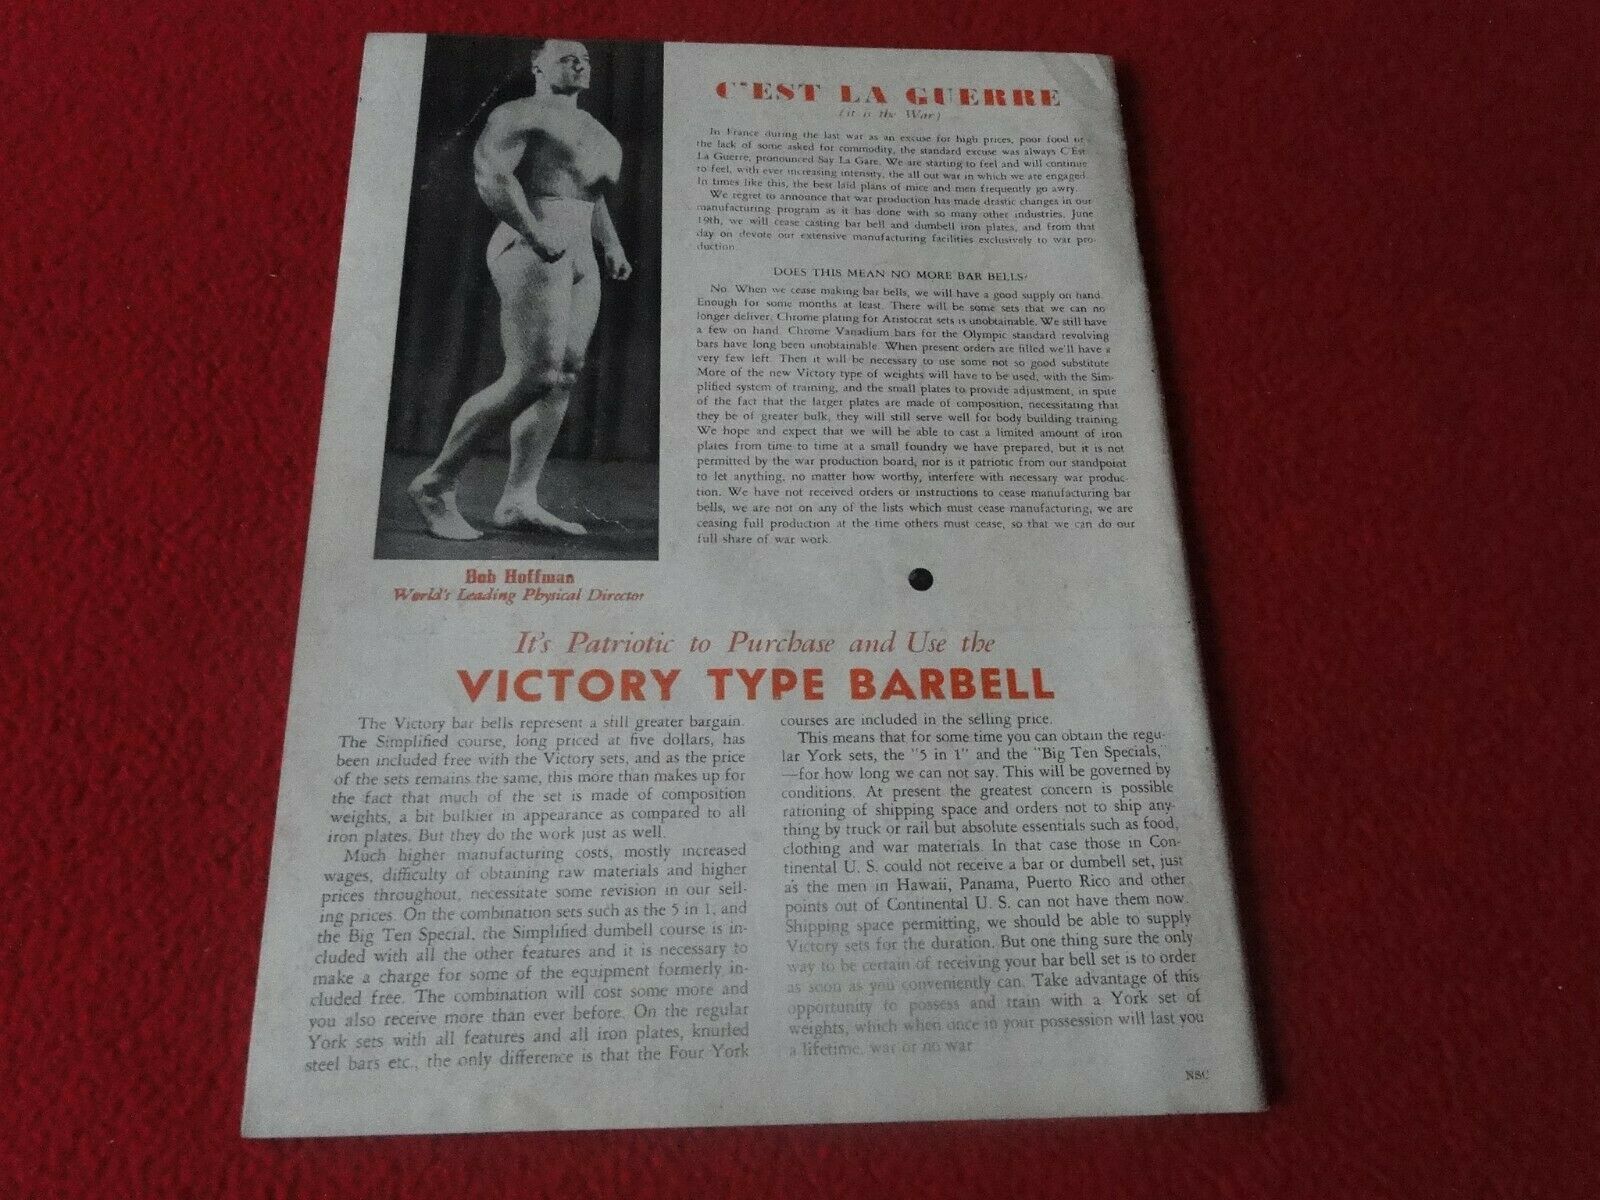 C'EST LA GUERRE
(it is the War)
In France during the last war as an excuse for high prices, poor food or
the lack of some asked for commodity, the standard excuse was always C'Est
La Guerre, pronounced Say La Gare. We are starting to feel and will continue
to feel, with ever increasing intensity, the all out war in which we are engaged.
In times like this, the best laid plans of mice and men frequently go awry.
We regret to announce that war production has made drastic changes in our
manufacturing program as it has done with so many other industries. June
19th, we will cease casting bar bell and dumbell iron plates, and from that
day on devote our extensive manufacturing facilities exclusively to war pro-
duction.
DOES THIS MEAN NO MORE BAR BELLS?
No. When we cease making bar bells, we will have a good supply on hand.
Enough for some months at least. There will be some sets that we can no
longer deliver. Chrome plating for Aristocrat sets is unobtainable. We still have
a few on hand. Chrome Vanadium bars for the Olympic standard revolving
bars have long been unobtainable. When present orders are filled we'll have a
very few left. Then it will be necessary to use some not so good substitute.
More of the new Victory type of weights will have to be used, with the Sim-
plified system of training, and the small plates to provide adjustment, in spite
of the fact that the larger plates are made of composition, necessitating that
they be of greater bulk, they will still serve well for body building training.
We hope and expect that we will be able to cast a limited amount of iron
plates from time to time at a small foundry we have prepared, but it is not
permitted by the war production board, nor is it patriotic from our standpoint
to let anything, no matter how worthy, interfere with necessary war produc-
tion. We have not received orders or instructions to cease manufacturing bar
bells, we are not on any of the lists which must cease manufacturing, we are
ceasing full production at the time others must cease, so that we can do our
full share of war work.
Bob Hoffman
World's Leading Physical Director
It's Patriotic to Purchase and Use the
VICTORY TYPE BARBELL
The Victory bar bells represent a still greater bargain.
The Simplified course, long priced at five dollars, has
been included free with the Victory sets, and as the price
of the sets remains the same, this more than makes up for
the fact that much of the set is made of composition
weights, a bit bulkier in appearance as compared to all
iron plates. But they do the work just as well.
Much higher manufacturing costs, mostly increased
wages, difficulty of obtaining raw materials and higher
prices throughout, necessitate some revision in our sell-
ing prices. On the combination sets such as the 5 in 1, and
the Big Ten Special, the Simplified dumbell course is in-
cluded with all the other features and it is necessary to
make a charge for some of the equipment formerly in-
cluded free. The combination will cost some more and
you also receive more than ever before. On the regular
York sets with all features and all iron plates, knurled
steel bars etc., the only difference is that the Four York
courses are included in the selling price.
This means that for some time you can obtain the regu-
lar York sets, the "5 in 1" and the "Big Ten Specials,"
—for how long we can not say. This will be governed by
conditions. At present the greatest concern is possible
rationing of shipping space and orders not to ship any-
thing by truck or rail but absolute essentials such as food,
clothing and war materials. In that case those in Con-
tinental U. S. could not receive a bar or dumbell set, just
as the men in Hawaii, Panama, Puerto Rico and other
points out of Continental U. S. can not have them now.
Shipping space permitting, we should be able to supply
Victory sets for the duration. But one thing sure the only
way to be certain of receiving your bar bell set is to order
as soon as you conveniently can. Take advantage of this
opportunity to possess and rtain with a York set of
weights, which when once in your possession will last you
a lifetime, war or no war
NSC